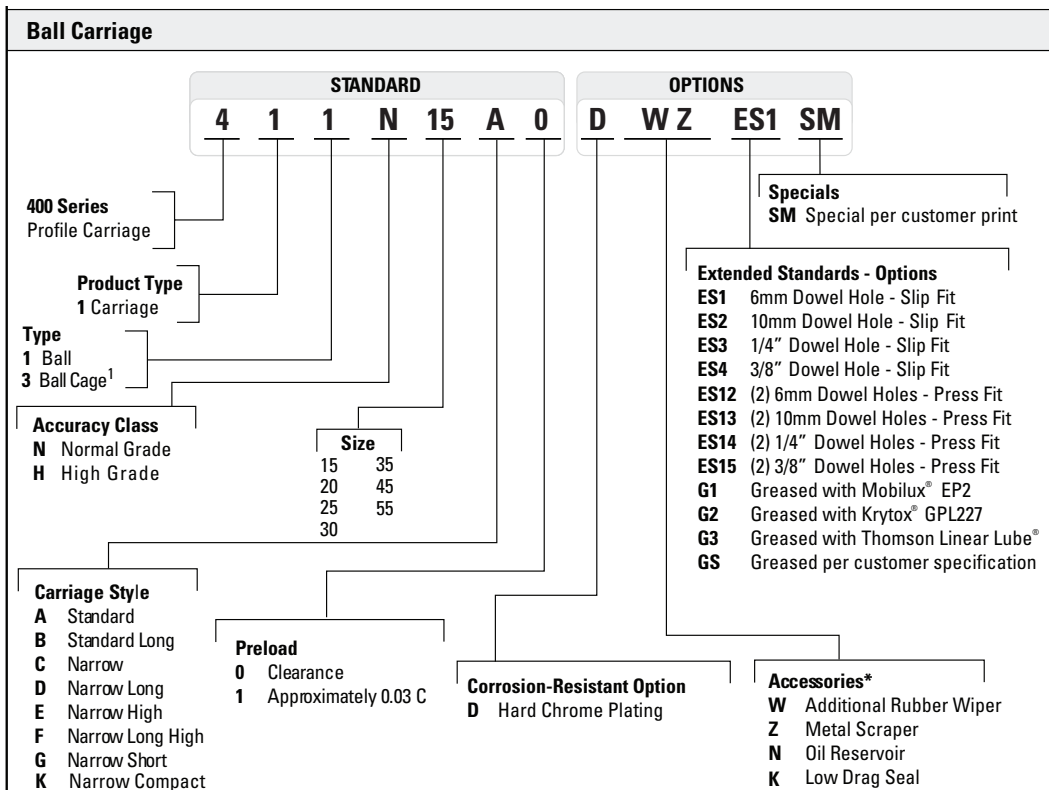 Ball Carriage
STANDARD
OPTIONS
4 1 1 N 15 A 0 D W Z ES1 SM
400 Series
Profile Carriage
Product Type
1 Carriage
Type
1 Ball
3 Ball Cage1
Accuracy Class
N Normal Grade
H High Grade
Size
15 35
20 45
25 55
30
Carriage Style
A Standard
B Standard Long
C Narrow
D Narrow Long
E Narrow High
F Narrow Long High
G Narrow Short
K Narrow Compact
Preload
0 Clearance
1 Approximately 0.03 C
Corrosion-Resistant Option
D Hard Chrome Plating
Specials
SM Special per customer print
Extended Standards - Options
ES1 6mm Dowel Hole - Slip Fit
ES2 10mm Dowel Hole - Slip Fit
ES3 1/4” Dowel Hole - Slip Fit
ES4 3/8” Dowel Hole - Slip Fit
ES12 (2) 6mm Dowel Holes - Press Fit
ES13 (2) 10mm Dowel Holes - Press Fit
ES14 (2) 1/4” Dowel Holes - Press Fit
ES15 (2) 3/8” Dowel Holes - Press Fit
G1 Greased with Mobilux® EP2
G2 Greased with Krytox® GPL227
G3 Greased with Thomson Linear Lube®
GS Greased per customer specification
Accessories*
W Additional Rubber Wiper
Z Metal Scraper
N Oil Reservoir
K Low Drag Seal